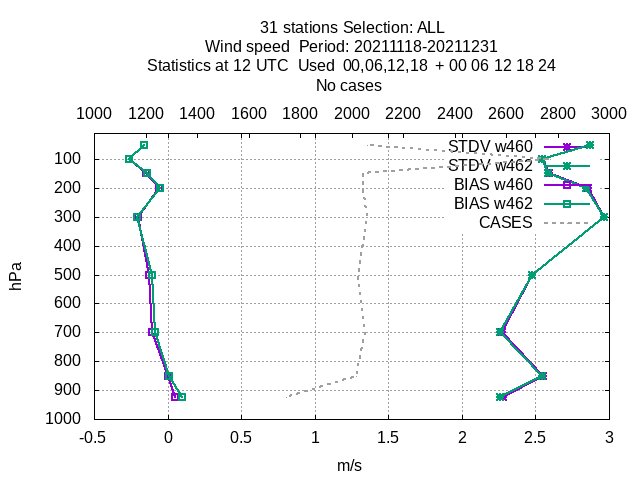 31 stations Selection: ALL
Wind speed  Period: 20211118-20211231
Statistics at 12 UTC  Used  00,06,12,18  + 00 06 12 18 24
No cases
1000 1200 1400 1600 1800 2000 2200 2400 2600 2800 3000
STDV w460
STDV w462
BIAS w460
BIAS w462
CASES
100
200
300
400
500
600
700
800
900
1000
hPa
-0.5 0 0.5 1 1.5 2 2.5 3
m/s